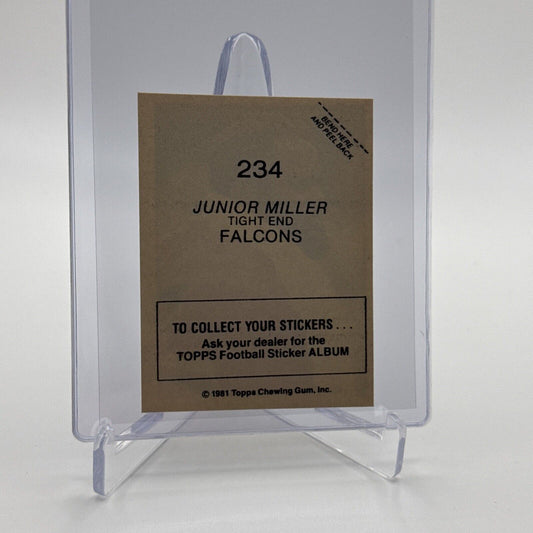 BEND HERE
AND PEEL BACK
234
JUNIOR MILLER
TIGHT END
FALCONS
TO COLLECT YOUR STICKERS . . .
Ask your dealer for the
TOPPS Football Sticker ALBUM
© 1981 Topps Chewing Gum, Inc.